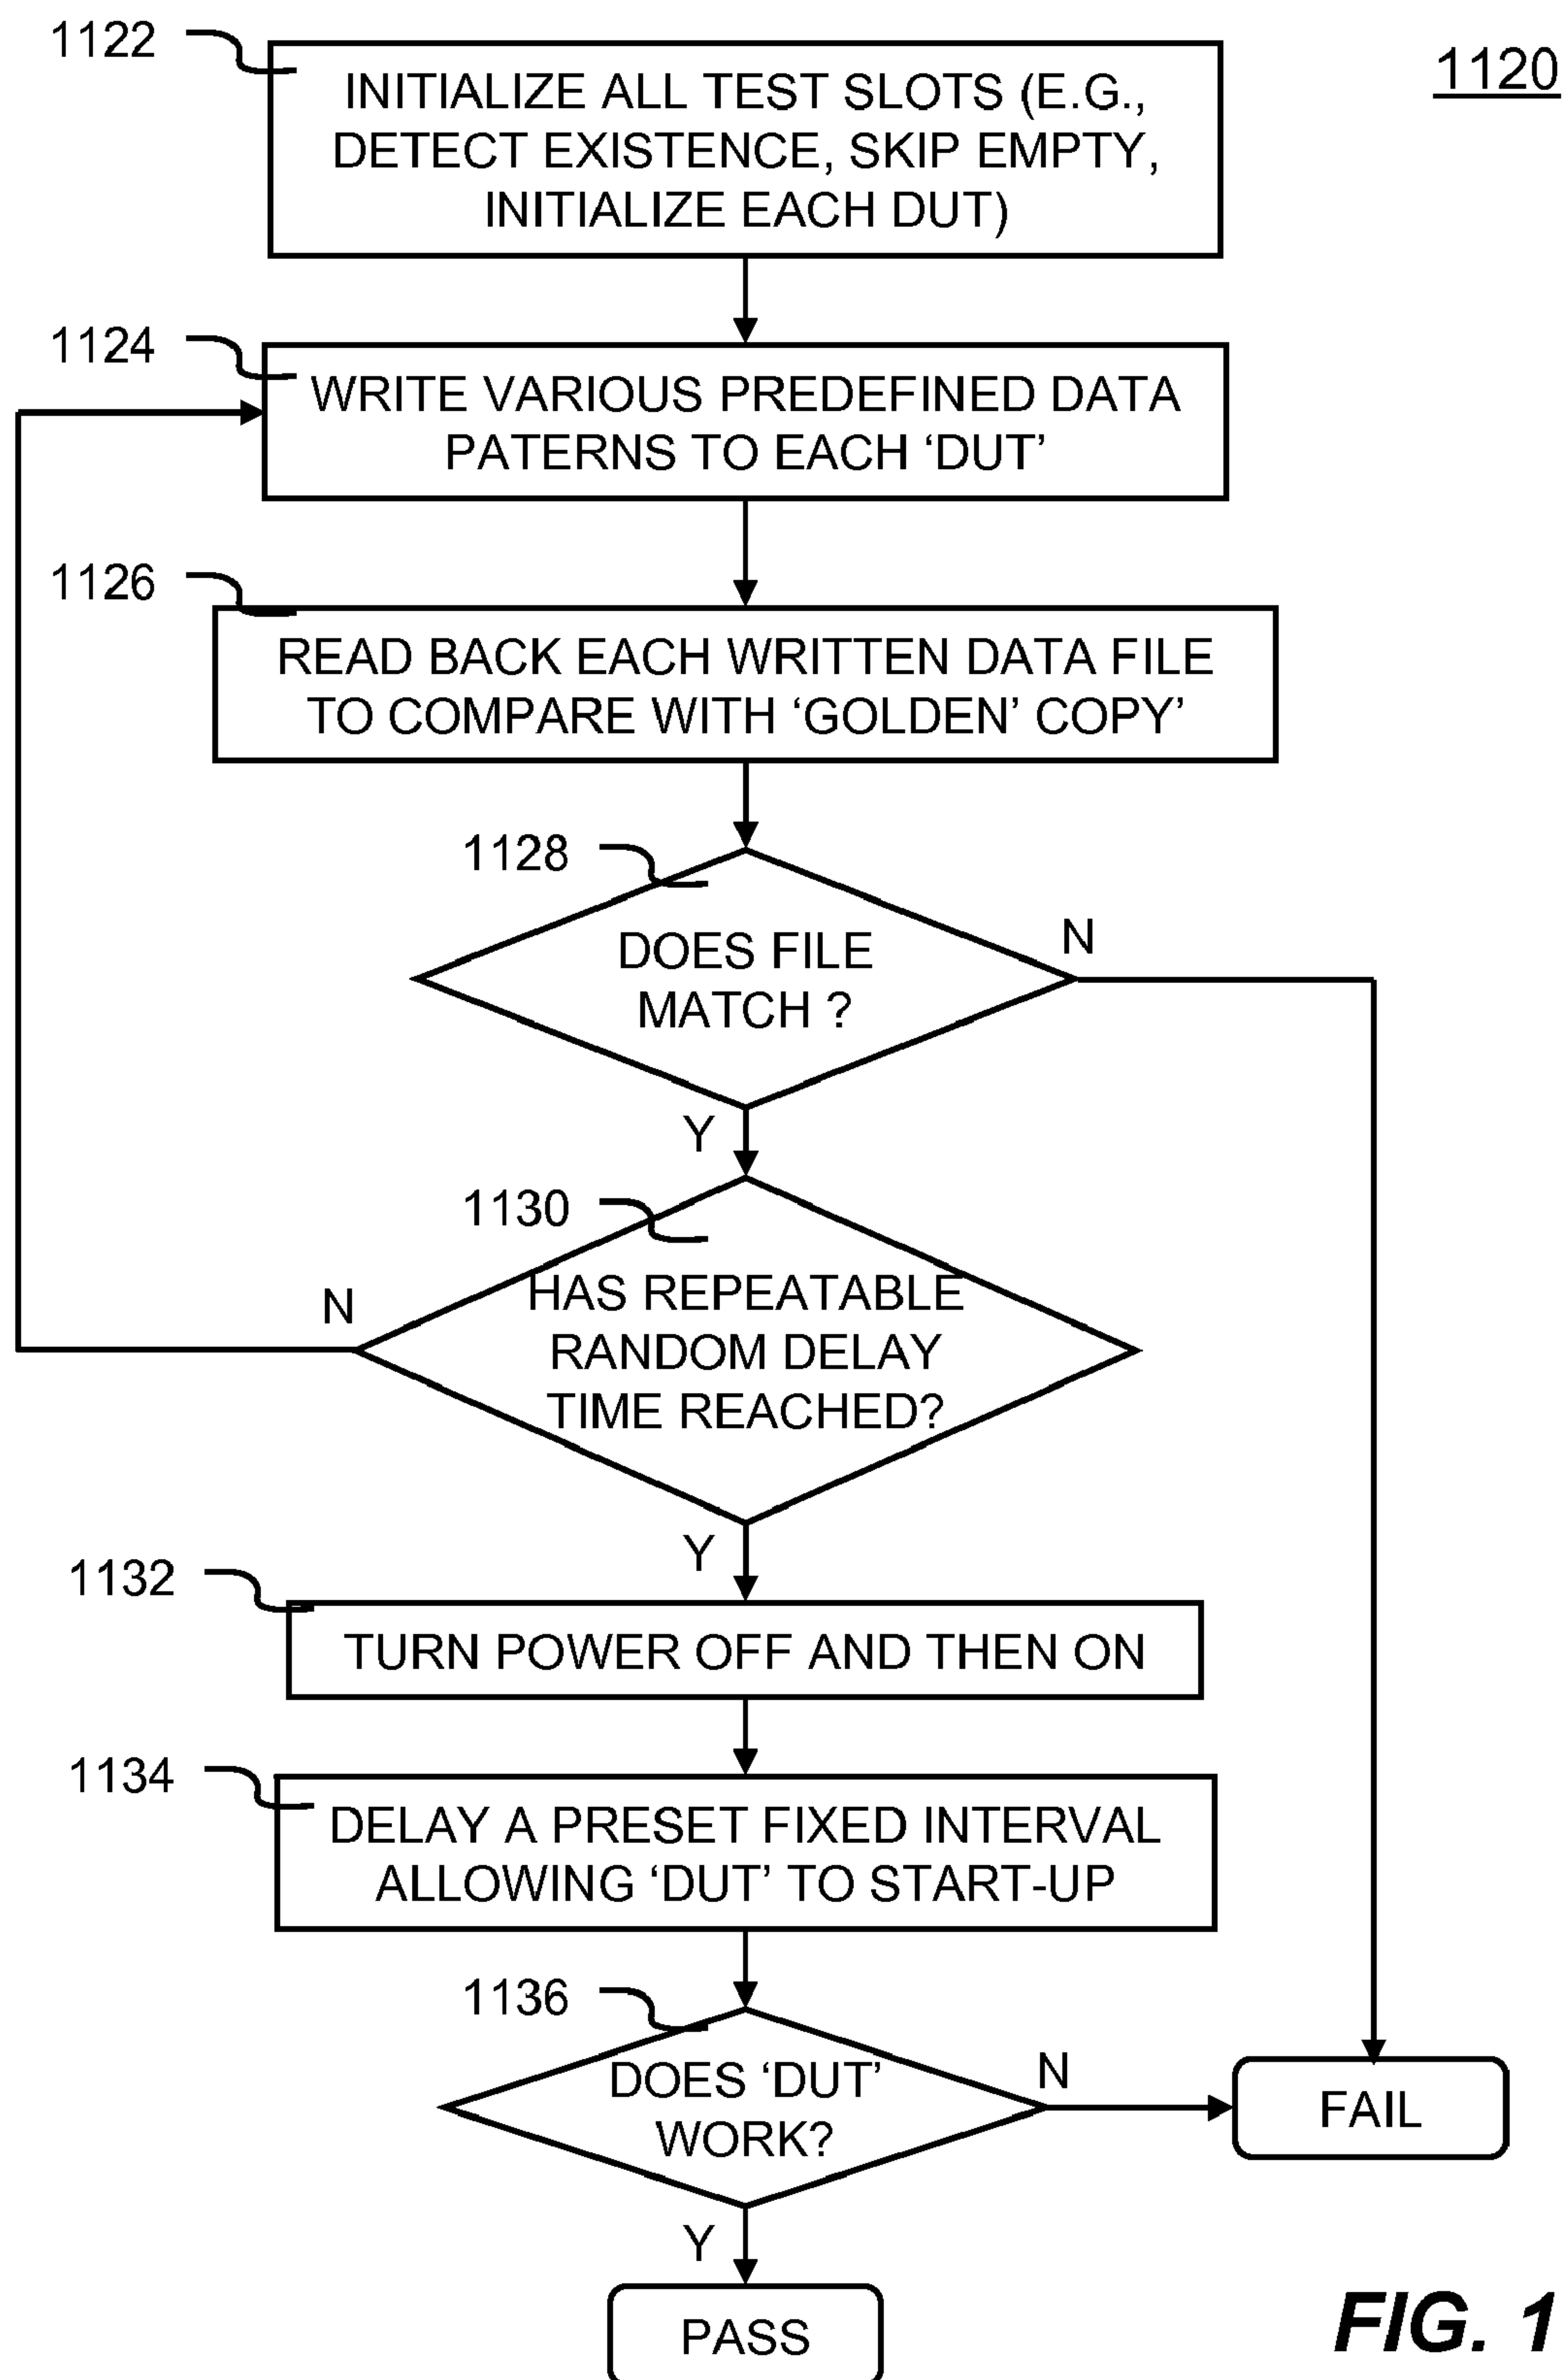 1120
1122
INITIALIZE ALL TEST SLOTS (E.G.,
DETECT EXISTENCE, SKIP EMPTY,
INITIALIZE EACH DUT)
1124
WRITE VARIOUS PREDEFINED DATA
PATERNS TO EACH ‘DUT’
1126
READ BACK EACH WRITTEN DATA FILE
TO COMPARE WITH ‘GOLDEN’ COPY’
1128
DOES FILE
MATCH ?
N
Y
1130
HAS REPEATABLE
RANDOM DELAY
TIME REACHED?
N
Y
1132
TURN POWER OFF AND THEN ON
1134
DELAY A PRESET FIXED INTERVAL
ALLOWING ‘DUT’ TO START-UP
1136
DOES ‘DUT’
WORK?
N
FAIL
Y
PASS
FIG. 1